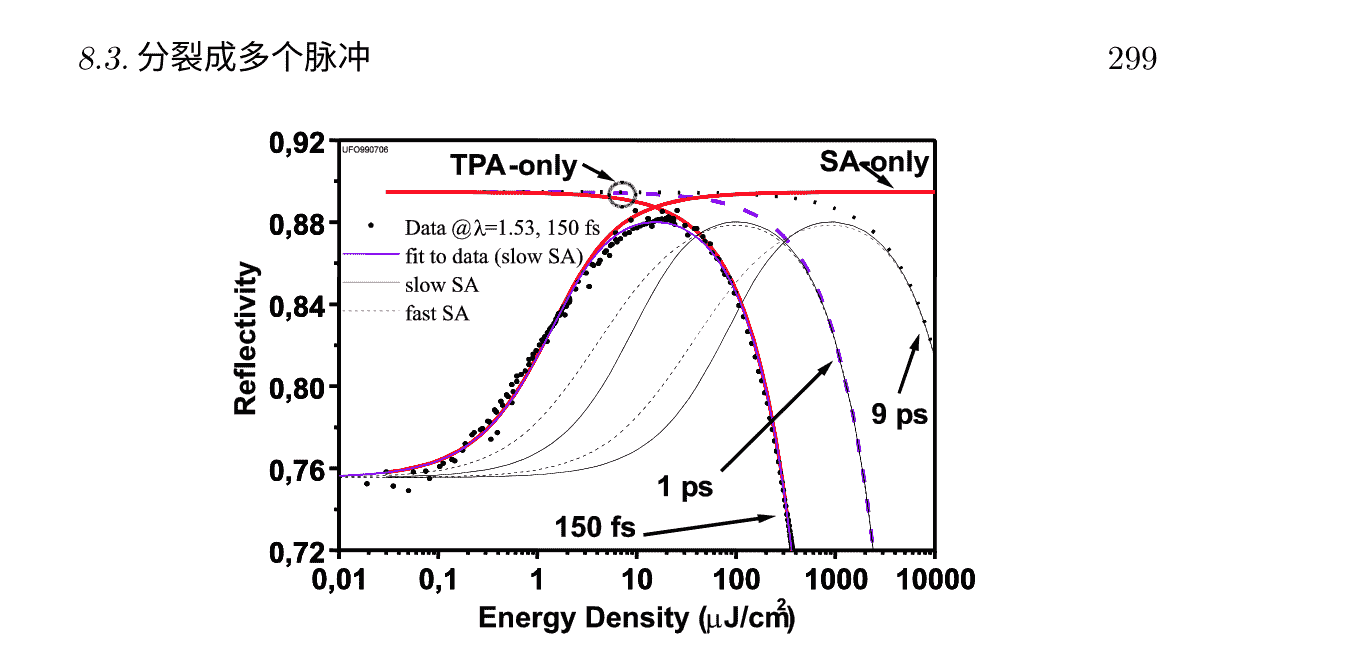 8.3. 分裂成多个脉冲 299
0,92
UFO990706
TPA-only
SA-only
0,88
Data @λ=1.53, 150 fs
fit to data (slow SA)
slow SA
fast SA
0,84
Reflectivity
0,80
9 ps
0,76
1 ps
150 fs
0,72
0,01 0,1 1 10 100 1000 10000
Energy Density (μJ/cm²)